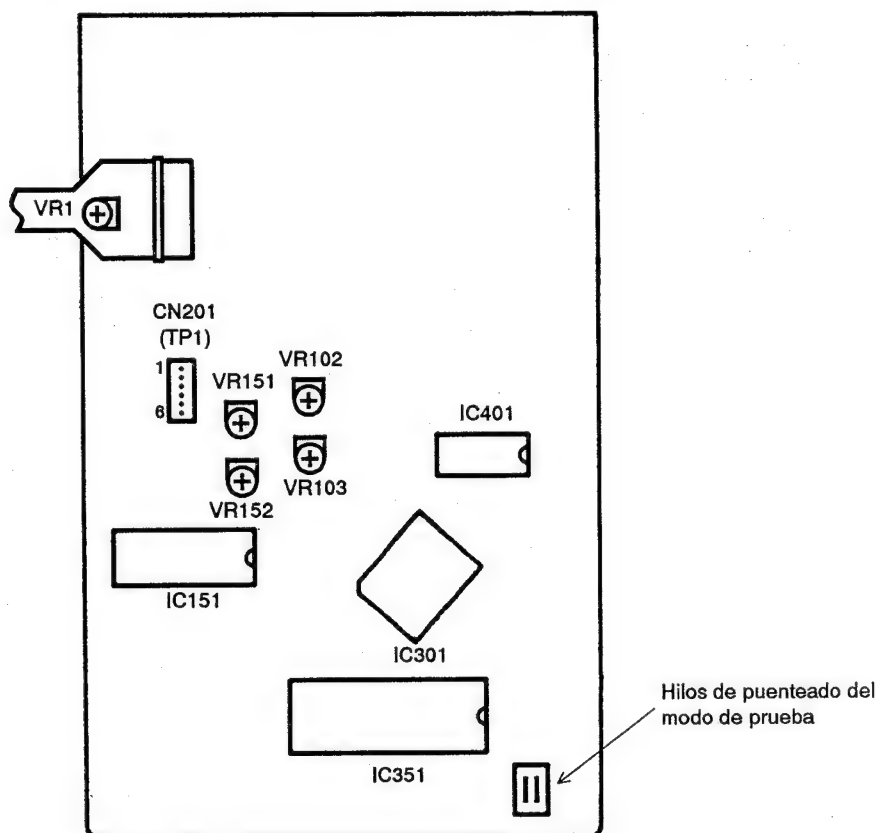 VR1
CN201
(TP1)
1
6
VR151
VR102
VR152
VR103
IC401
IC151
IC301
IC351
Hilos de puenteado del
modo de prueba